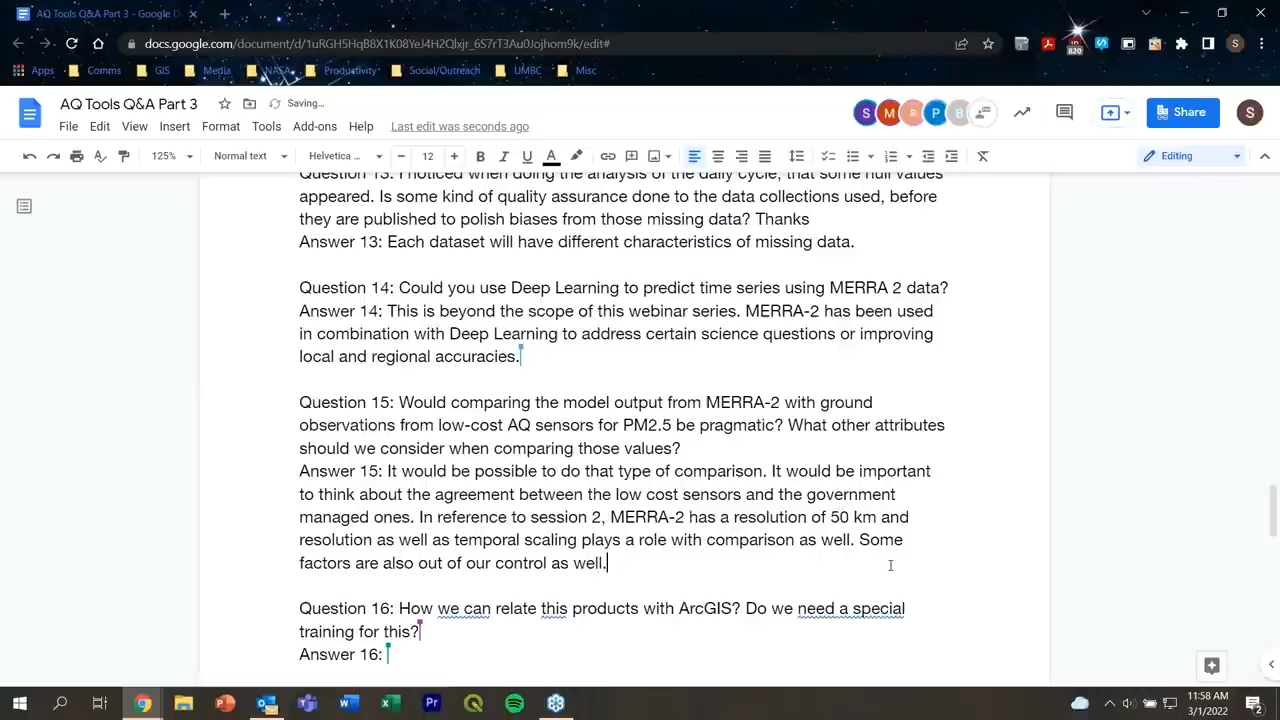 AQ Tools Q&A Part 3 - Google D
docs.google.com/document/d/1uRGH5HqB8X1K08YeJ4H2Qlxjr_6S7rT3Au0Jojhom9k/edit#
820
S
Apps Comms GIS Media NASA Productivity Social/Outreach UMBC Misc
AQ Tools Q&A Part 3 Saving...
S M s P B Share S
File Edit View Insert Format Tools Add-ons Help Last edit was seconds ago
125% Normal text Helvetica ... 12 B I U A Editing
Question 13: I noticed when doing the analysis of the daily cycle, that some null values
appeared. Is some kind of quality assurance done to the data collections used, before
they are published to polish biases from those missing data? Thanks
Answer 13: Each dataset will have different characteristics of missing data.
Question 14: Could you use Deep Learning to predict time series using MERRA 2 data?
Answer 14: This is beyond the scope of this webinar series. MERRA-2 has been used
in combination with Deep Learning to address certain science questions or improving
local and regional accuracies.
Question 15: Would comparing the model output from MERRA-2 with ground
observations from low-cost AQ sensors for PM2.5 be pragmatic? What other attributes
should we consider when comparing those values?
Answer 15: It would be possible to do that type of comparison. It would be important
to think about the agreement between the low cost sensors and the government
managed ones. In reference to session 2, MERRA-2 has a resolution of 50 km and
resolution as well as temporal scaling plays a role with comparison as well. Some
factors are also out of our control as well.
Question 16: How we can relate this products with ArcGIS? Do we need a special
training for this?
Answer 16:
11:58 AM
3/1/2022
2